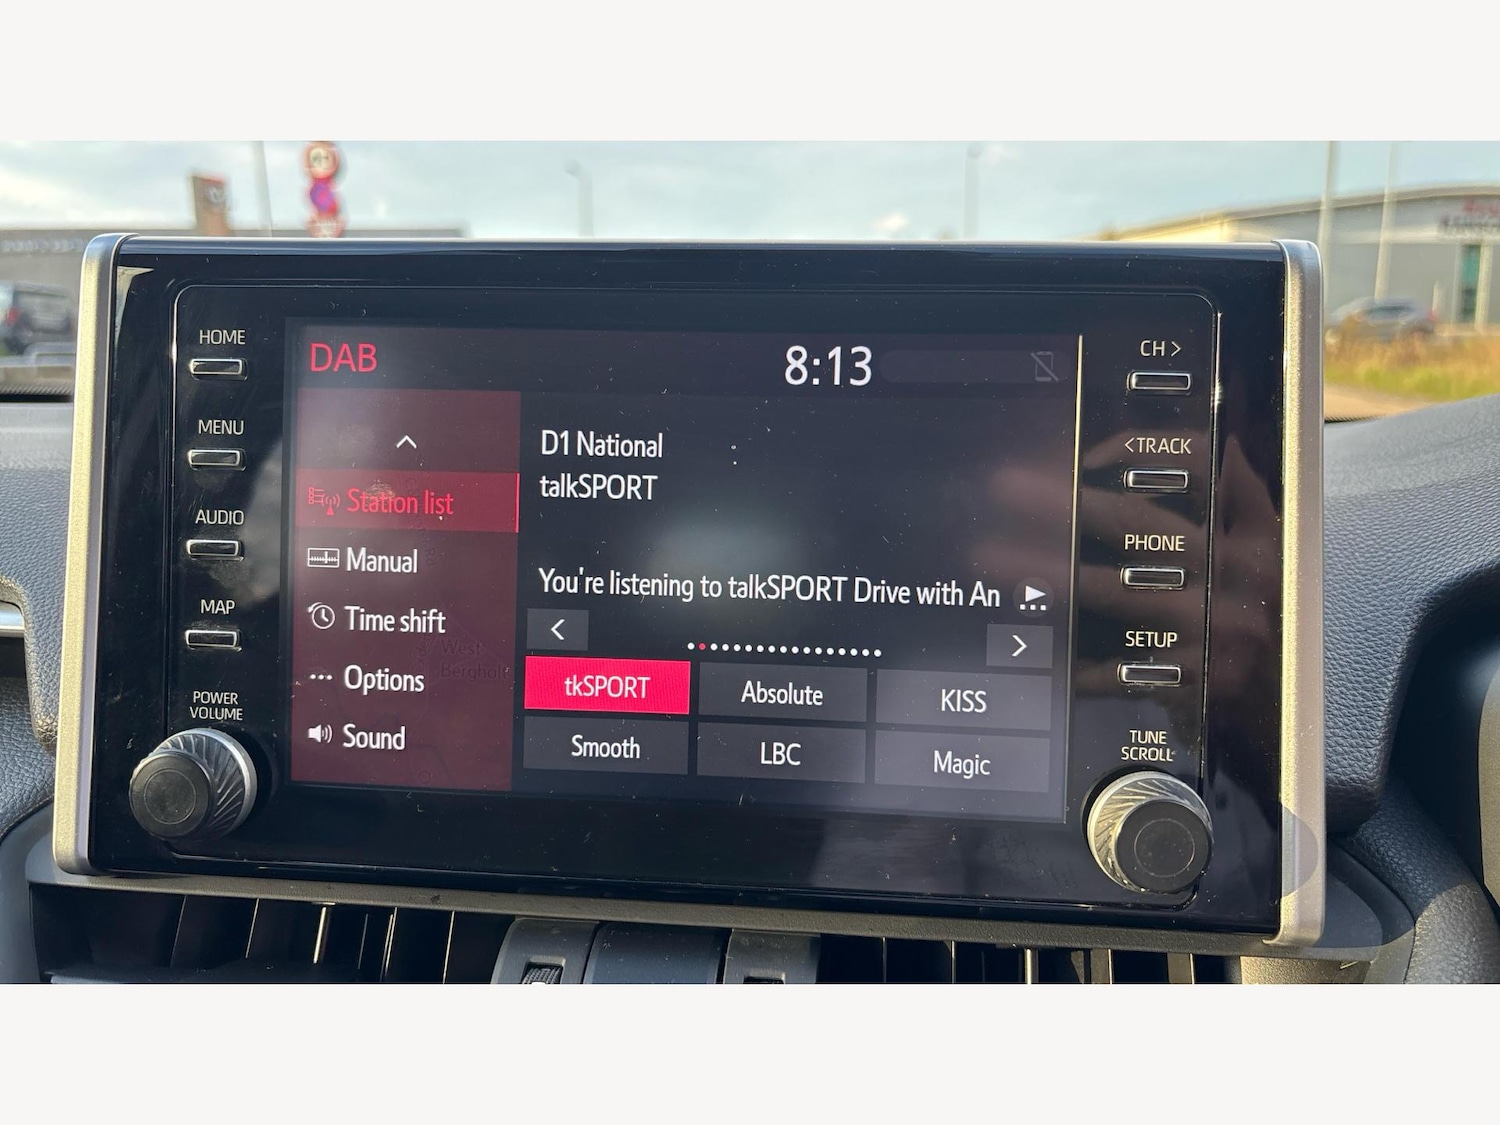 HOME
MENU
AUDIO
MAP
POWER
VOLUME
DAB
8:13
Station list
Manual
Time shift
Options
Sound
D1 National
talkSPORT
You're listening to talkSPORT Drive with An
tkSPORT
Absolute
KISS
Smooth
LBC
Magic
West
Bergholt
CH >
< TRACK
PHONE
SETUP
TUNE
SCROLL